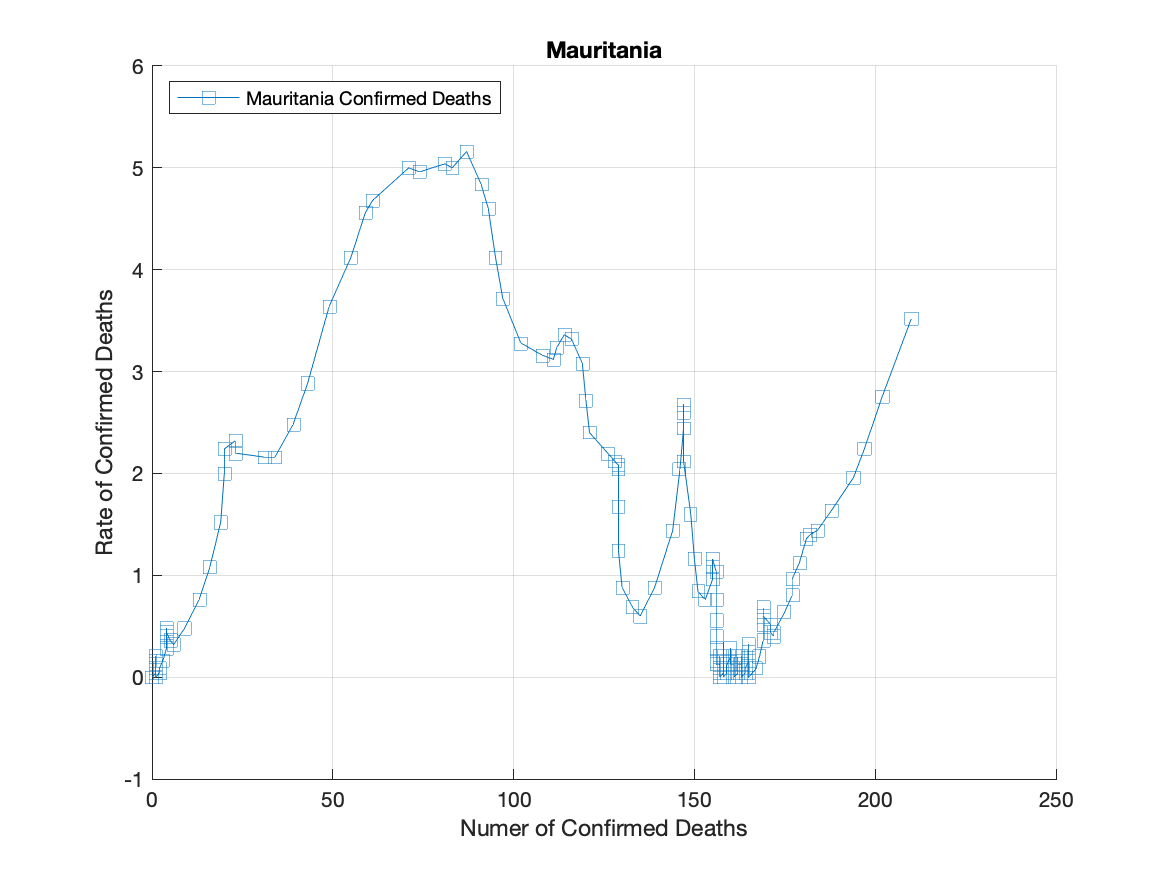 Mauritania
Mauritania Confirmed Deaths
6
5
4
3
2
1
0
-1
Rate of Confirmed Deaths
0 50 100 150 200 250
Numer of Confirmed Deaths